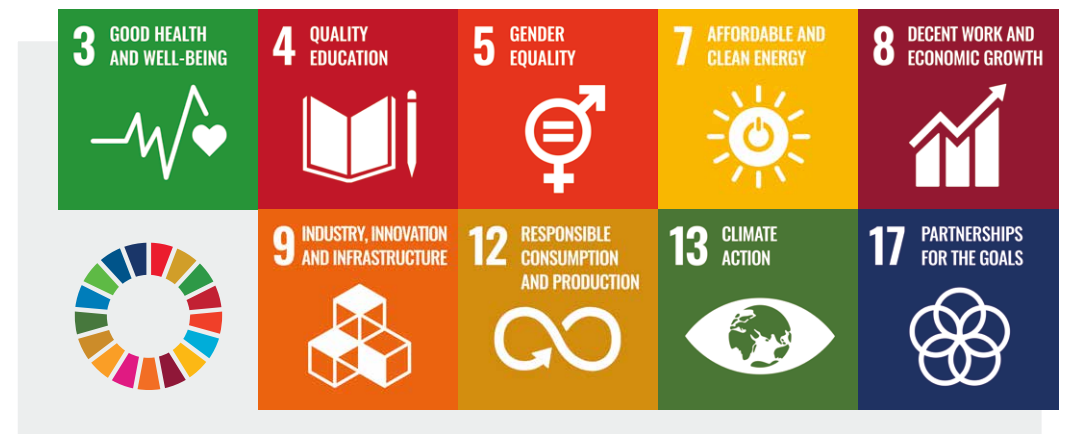 3 GOOD HEALTH
AND WELL-BEING
4 QUALITY
EDUCATION
5 GENDER
EQUALITY
7 AFFORDABLE AND
CLEAN ENERGY
8 DECENT WORK AND
ECONOMIC GROWTH
9 INDUSTRY, INNOVATION
AND INFRASTRUCTURE
12 RESPONSIBLE
CONSUMPTION
AND PRODUCTION
13 CLIMATE
ACTION
17 PARTNERSHIPS
FOR THE GOALS